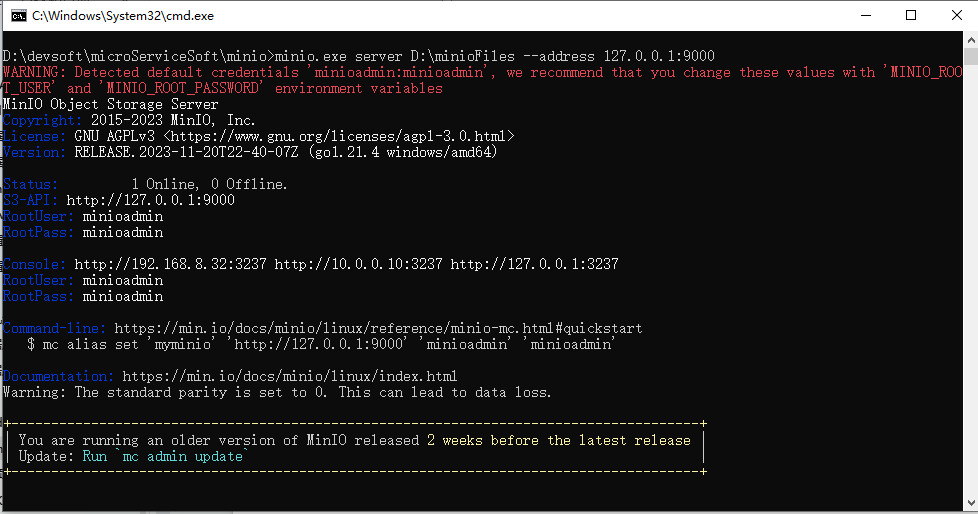 C:\Windows\System32\cmd.exe
D:\devsoft\microServiceSoft\minio>minio.exe server D:\minioFiles --address 127.0.0.1:9000
WARNING: Detected default credentials 'minioadmin:minioadmin', we recommend that you change these values with 'MINIO_ROO
T_USER' and 'MINIO_ROOT_PASSWORD' environment variables
MinIO Object Storage Server
Copyright: 2015-2023 MinIO, Inc.
License: GNU AGPLv3 <https://www.gnu.org/licenses/agpl-3.0.html>
Version: RELEASE.2023-11-20T22-40-07Z (go1.21.4 windows/amd64)
Status:         1 Online, 0 Offline.
S3-API: http://127.0.0.1:9000
RootUser: minioadmin
RootPass: minioadmin
Console: http://192.168.8.32:3237 http://10.0.0.10:3237 http://127.0.0.1:3237
RootUser: minioadmin
RootPass: minioadmin
Command-line: https://min.io/docs/minio/linux/reference/minio-mc.html#quickstart
   $ mc alias set 'myminio' 'http://127.0.0.1:9000' 'minioadmin' 'minioadmin'
Documentation: https://min.io/docs/minio/linux/index.html
Warning: The standard parity is set to 0. This can lead to data loss.
You are running an older version of MinIO released 2 weeks before the latest release
Update: Run `mc admin update`